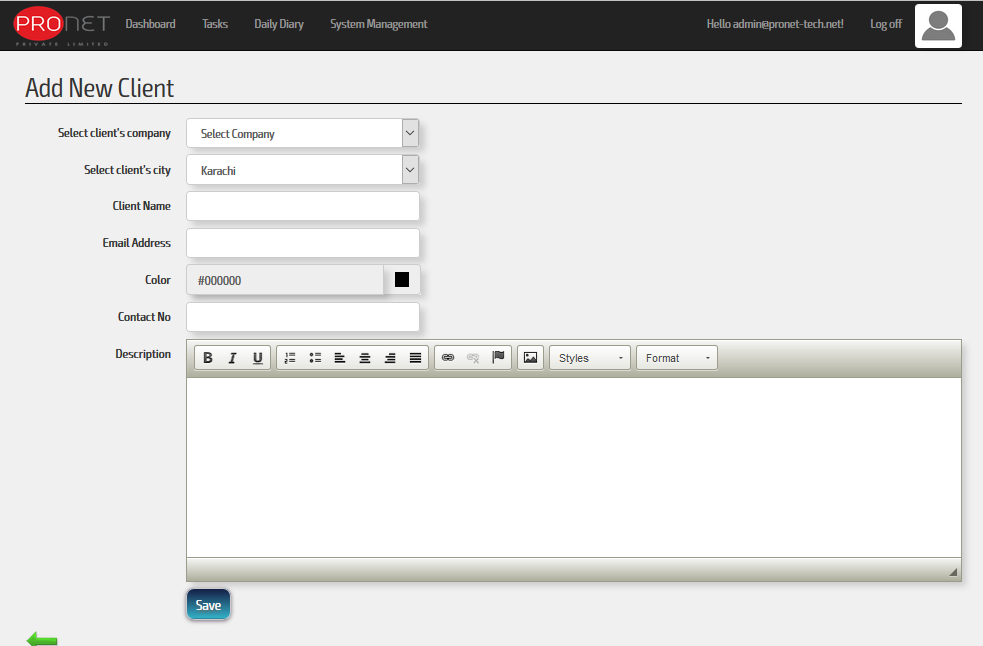 PRONET Dashboard Tasks Daily Diary System Management Hello admin@pronet-tech.net! Log off
PRIVATE LIMITED
Add New Client
Select client's company Select Company
Select client's city Karachi
Client Name
Email Address
Color #000000
Contact No
Description B I U Styles Format
Save